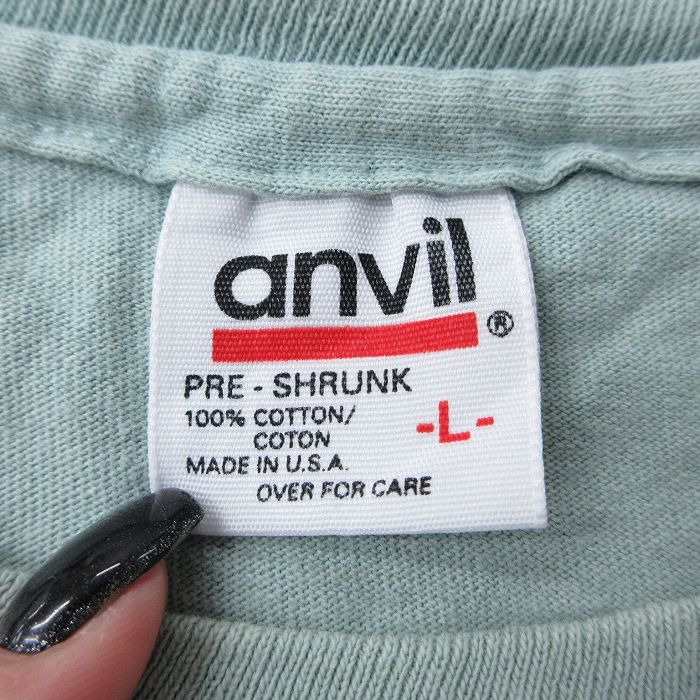 anvil®
PRE - SHRUNK
100% COTTON/
COTON
-L-
MADE IN U.S.A.
OVER FOR CARE